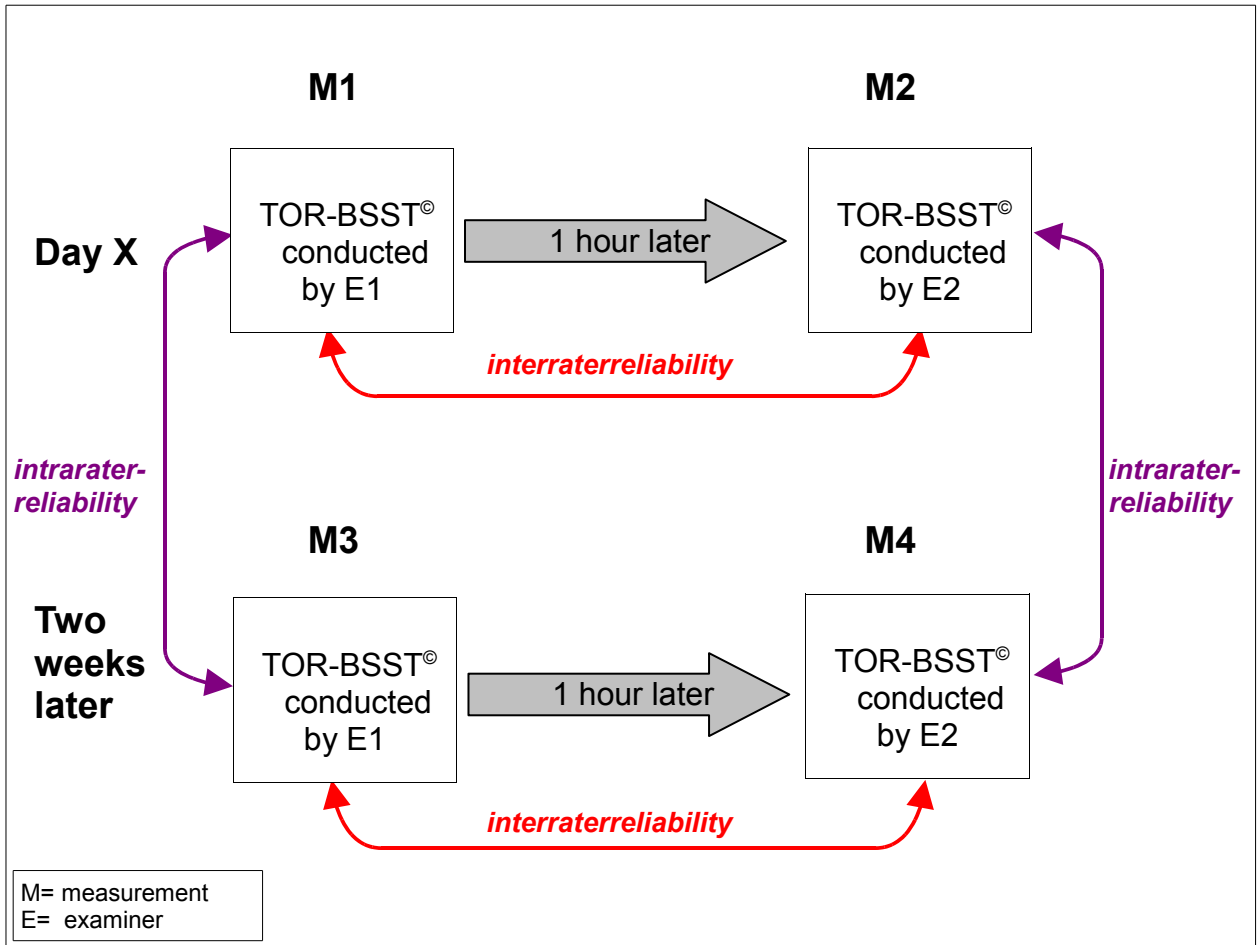 M1
M2
Day X
TOR-BSST©
conducted
by E1
1 hour later
TOR-BSST©
conducted
by E2
interraterreliability
intrarater-
reliability
intrarater-
reliability
M3
M4
Two
weeks
later
TOR-BSST©
conducted
by E1
1 hour later
TOR-BSST©
conducted
by E2
interraterreliability
M= measurement
E= examiner